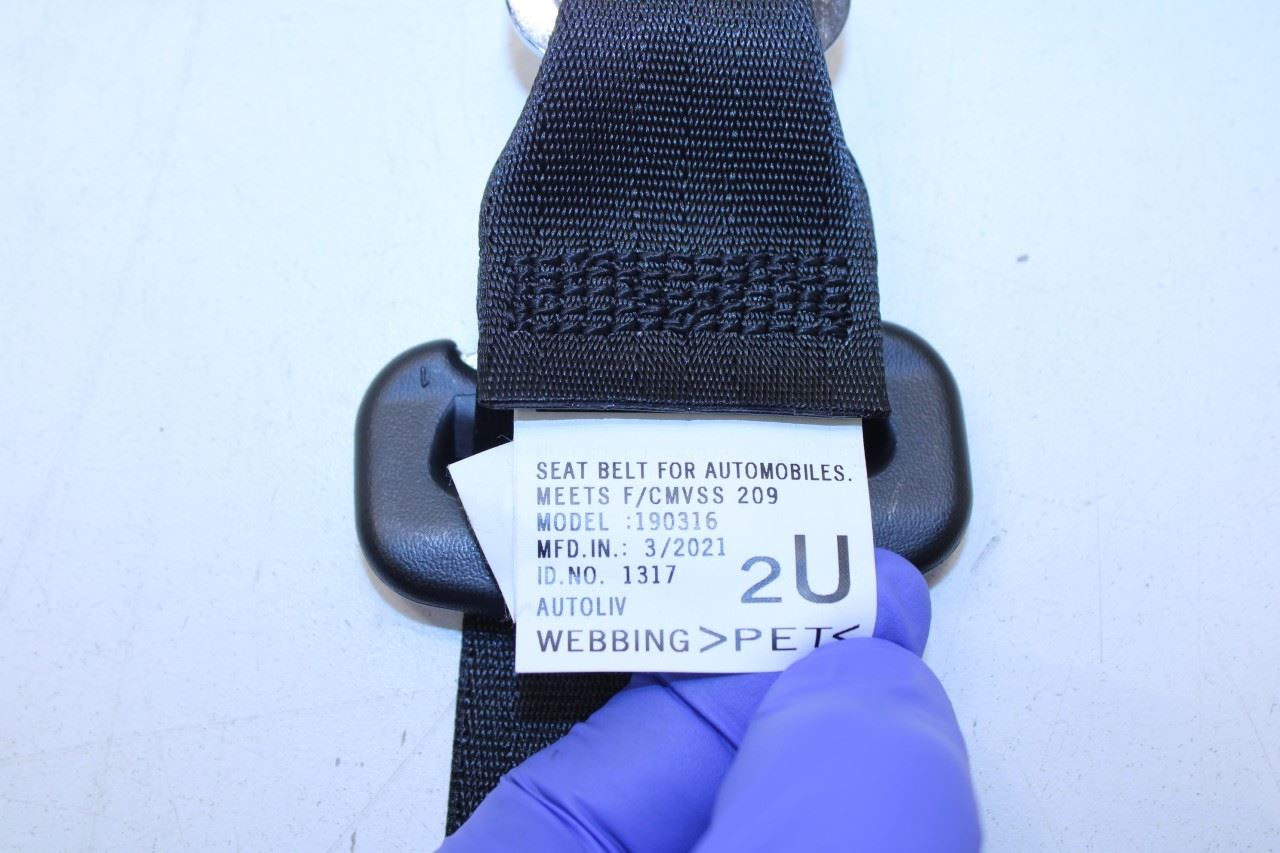 SEAT BELT FOR AUTOMOBILES.
MEETS F/CMVSS 209
MODEL :190316
MFD.IN.: 3/2021
ID.NO. 1317
2U
AUTOLIV
WEBBING >PET<